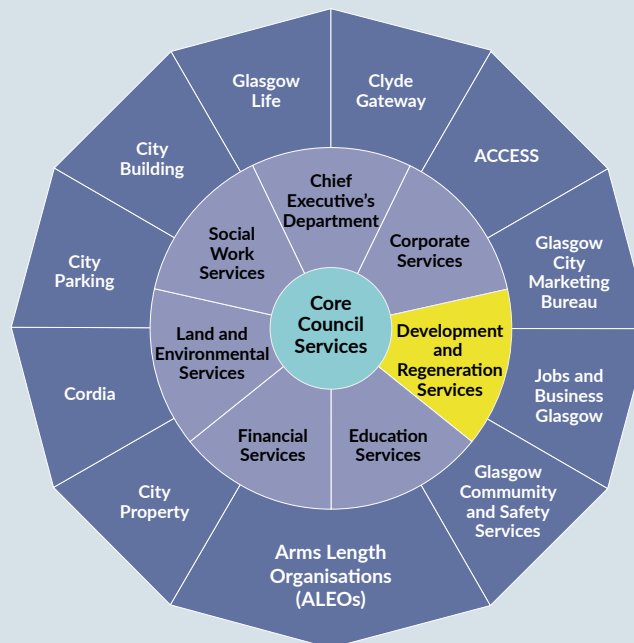 Glasgow
Life
Clyde
Gateway
ACCESS
Glasgow
City
Marketing
Bureau
Jobs and
Business
Glasgow
Glasgow
Community
and Safety
Services
Arms Length
Organisations
(ALEOs)
City
Property
Cordia
City
Parking
City
Building
Chief
Executive's
Department
Corporate
Services
Development
and
Regeneration
Services
Education
Services
Financial
Services
Land and
Environmental
Services
Social
Work
Services
Core
Council
Services